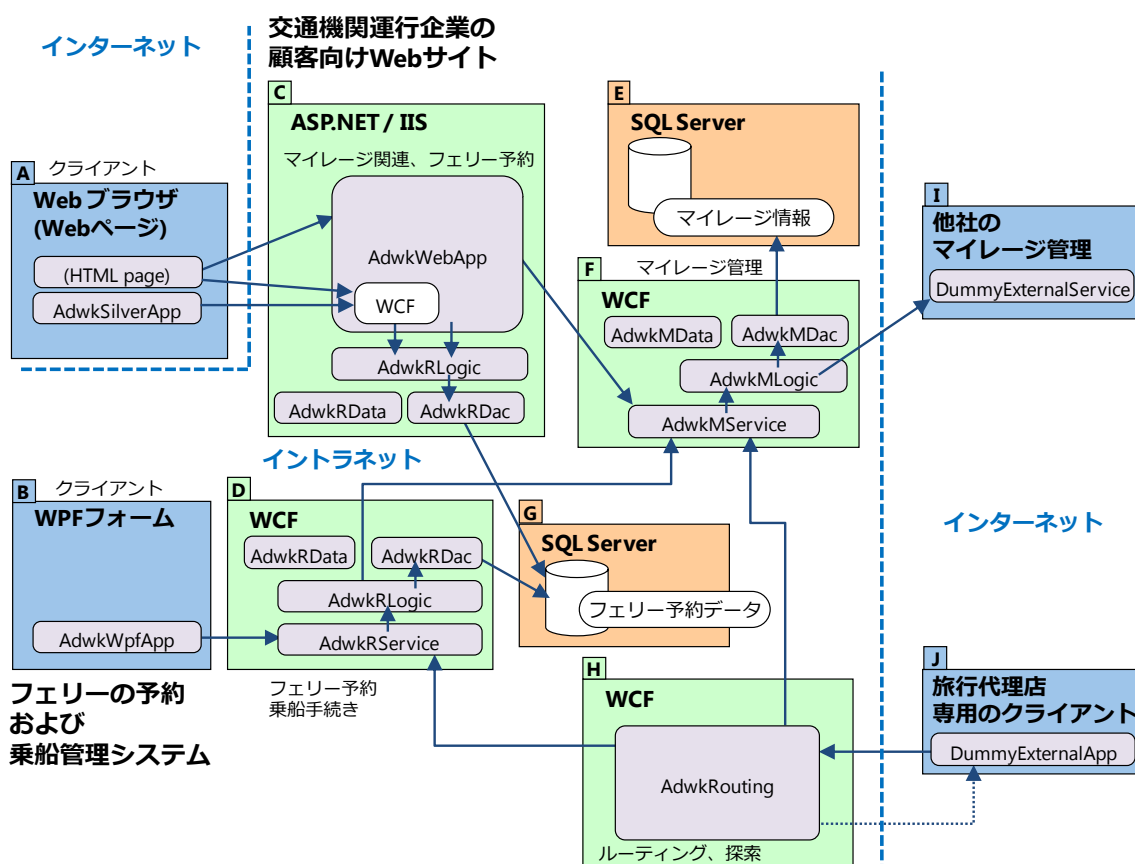 インターネット
交通機関運行企業の
顧客向けWebサイト
A
クライアント
Web ブラウザ
(Webページ)
(HTML page)
AdwkSilverApp
C
ASP.NET / IIS
マイレージ関連、フェリー予約
AdwkWebApp
WCF
AdwkRLogic
AdwkRData
AdwkRDac
E
SQL Server
マイレージ情報
F
マイレージ管理
WCF
AdwkMData
AdwkMDac
AdwkMLogic
AdwkMService
I
他社の
マイレージ管理
DummyExternalService
イントラネット
B
クライアント
WPFフォーム
AdwkWpfApp
フェリーの予約
および
乗船管理システム
D
WCF
AdwkRData
AdwkRDac
AdwkRLogic
AdwkRService
フェリー予約
乗船手続き
G
SQL Server
フェリー予約データ
インターネット
H
WCF
AdwkRouting
ルーティング、探索
J
旅行代理店
専用のクライアント
DummyExternalApp